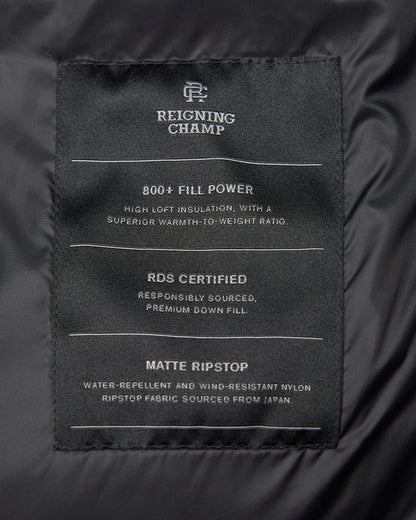 RC
REIGNING
CHAMP
800+ FILL POWER
HIGH LOFT INSULATION, WITH A
SUPERIOR WARMTH-TO-WEIGHT RATIO.
RDS CERTIFIED
RESPONSIBLY SOURCED,
PREMIUM DOWN FILL.
MATTE RIPSTOP
WATER-REPELLENT AND WIND-RESISTANT NYLON
RIPSTOP FABRIC SOURCED FROM JAPAN.